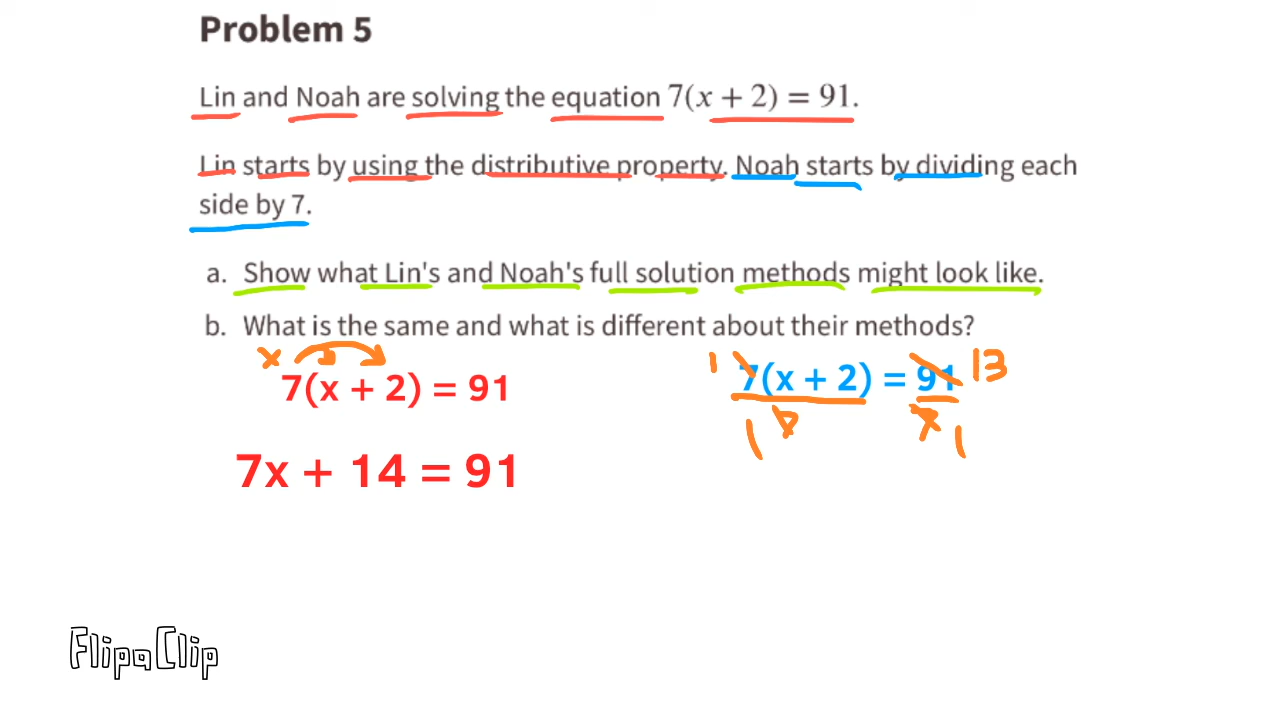 Problem 5
Lin and Noah are solving the equation 7(x + 2) = 91.
Lin starts by using the distributive property. Noah starts by dividing each
side by 7.
a. Show what Lin's and Noah's full solution methods might look like.
b. What is the same and what is different about their methods?
x
7(x + 2) = 91
7x + 14 = 91
1 7(x + 2) = 91 13
1 7 7 1
FlipaClip